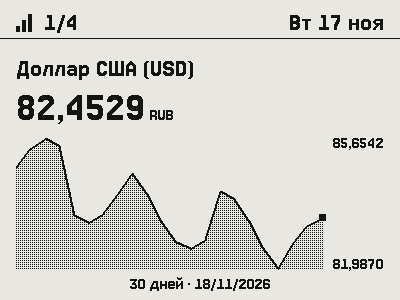 1/4 Вт 17 ноя
Доллар США (USD)
82,4529 RUB
85,6542
81,9870
30 дней · 18/11/2026